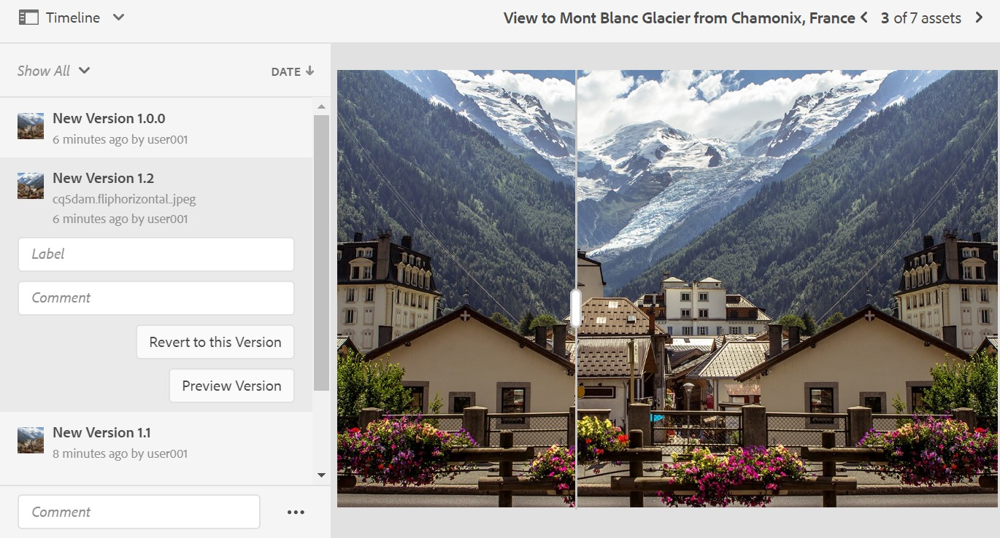 Timeline
View to Mont Blanc Glacier from Chamonix, France
3 of 7 assets
Show All
DATE
New Version 1.0.0
6 minutes ago by user001
New Version 1.2
cq5dam.fliphorizontal_.jpeg
6 minutes ago by user001
Label
Comment
Revert to this Version
Preview Version
New Version 1.1
8 minutes ago by user001
Comment